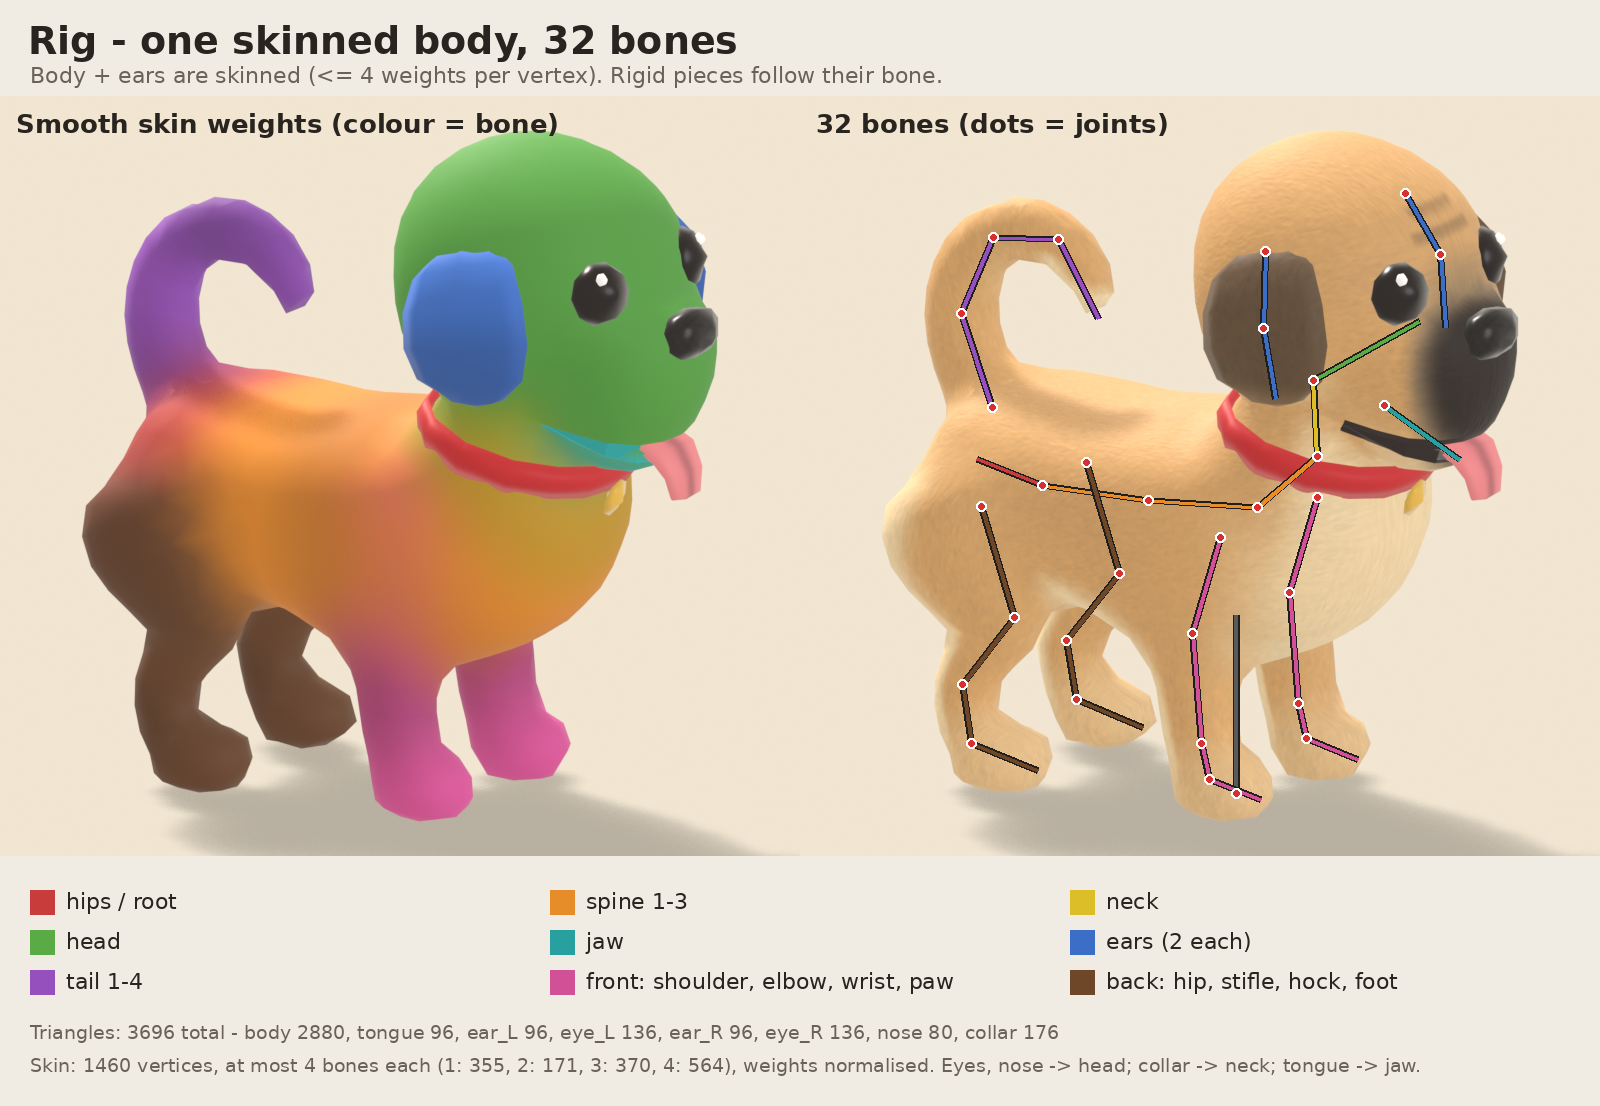 Rig - one skinned body, 32 bones
Body + ears are skinned (<= 4 weights per vertex). Rigid pieces follow their bone.
Smooth skin weights (colour = bone)
32 bones (dots = joints)
hips / root
spine 1-3
neck
head
jaw
ears (2 each)
tail 1-4
front: shoulder, elbow, wrist, paw
back: hip, stifle, hock, foot
Triangles: 3696 total - body 2880, tongue 96, ear_L 96, eye_L 136, ear_R 96, eye_R 136, nose 80, collar 176
Skin: 1460 vertices, at most 4 bones each (1: 355, 2: 171, 3: 370, 4: 564), weights normalised. Eyes, nose -> head; collar -> neck; tongue -> jaw.